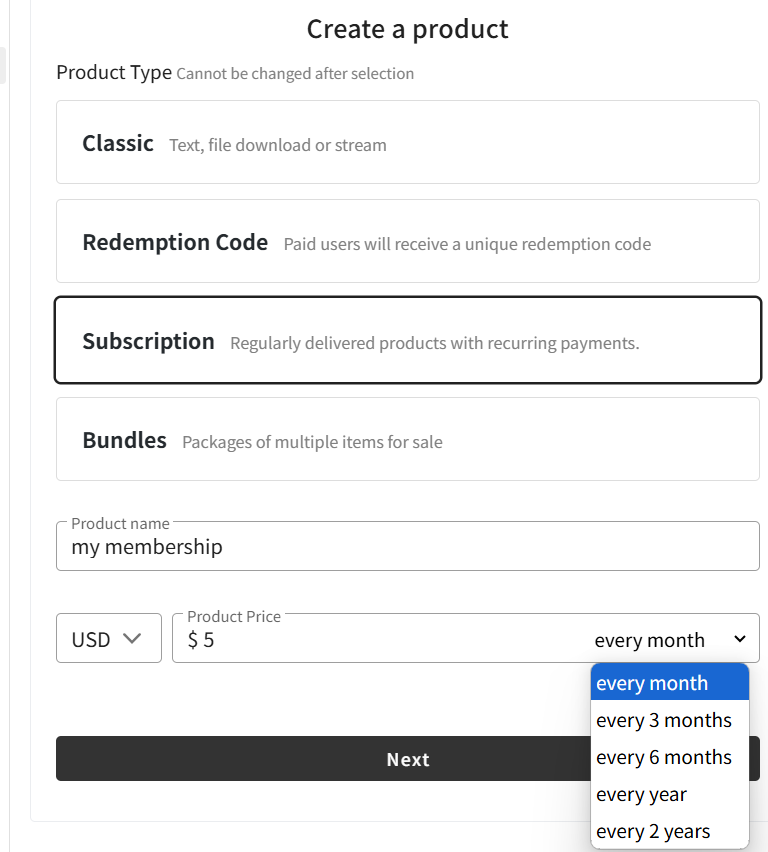 Create a product
Product Type Cannot be changed after selection
Classic Text, file download or stream
Redemption Code Paid users will receive a unique redemption code
Subscription Regularly delivered products with recurring payments.
Bundles Packages of multiple items for sale
Product name
my membership
Product Price
USD $ 5 every month
every month
every 3 months
every 6 months
Next
every year
every 2 years